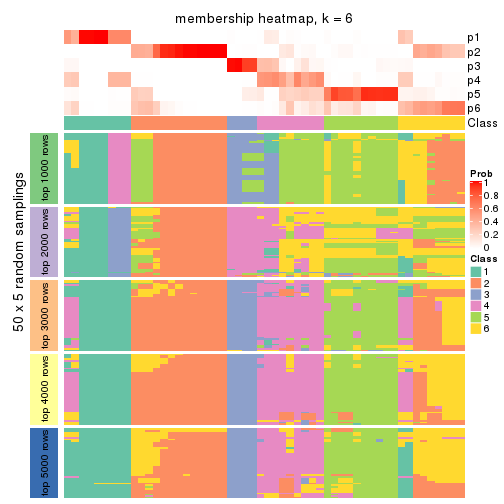 membership heatmap, k = 6
p1
p2
p3
p4
p5
p6
Class
50 x 5 random samplings
top 1000 rows
top 2000 rows
top 3000 rows
top 4000 rows
top 5000 rows
Prob
1
0.8
0.6
0.4
0.2
0
Class
1
2
3
4
5
6